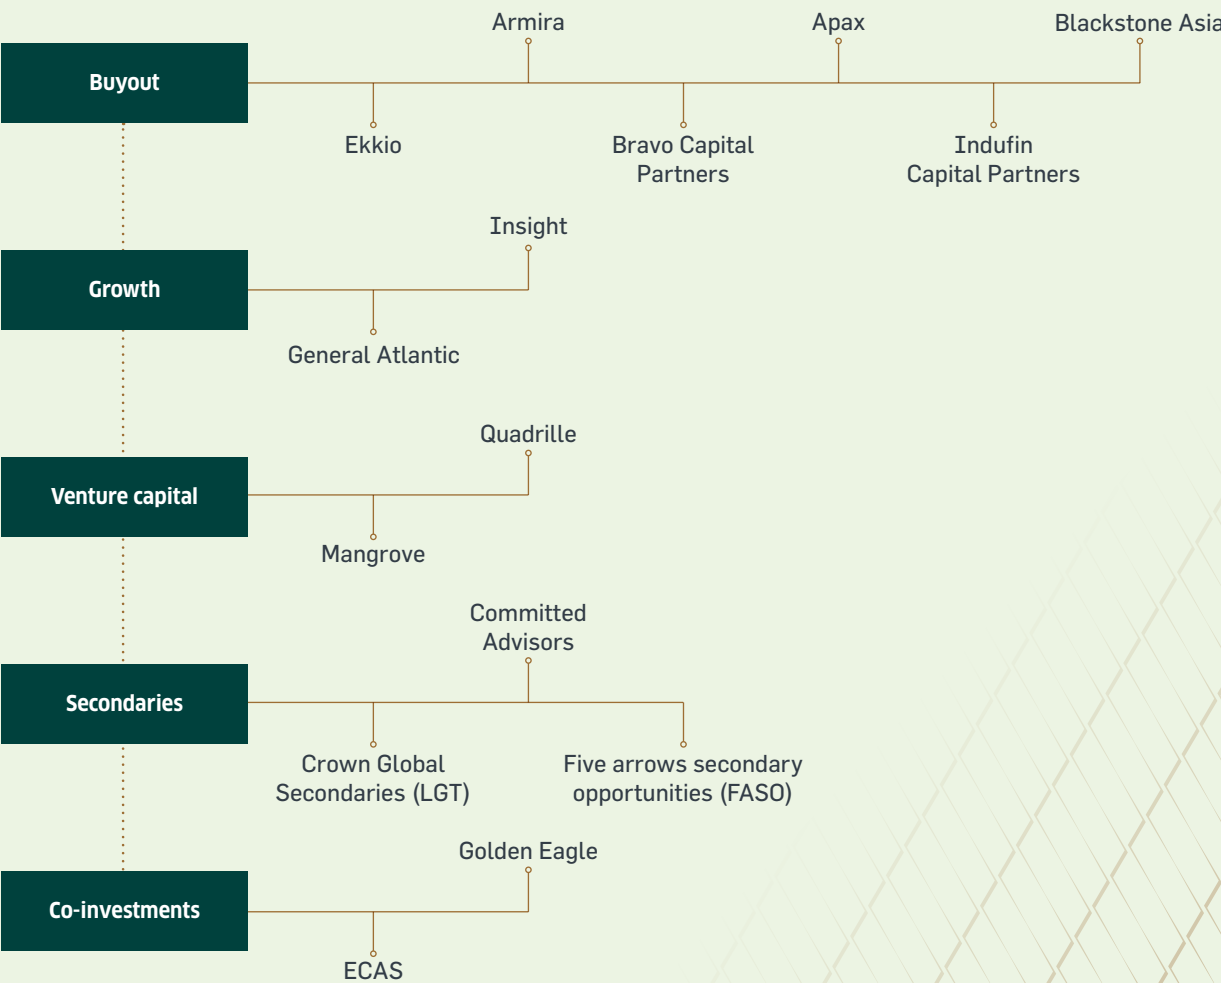 Armira
Apax
Blackstone Asia
Buyout
Ekkio
Bravo Capital
Partners
Indufin
Capital Partners
Insight
Growth
General Atlantic
Quadrille
Venture capital
Mangrove
Committed
Advisors
Secondaries
Crown Global
Secondaries (LGT)
Five arrows secondary
opportunities (FASO)
Golden Eagle
Co-investments
ECAS